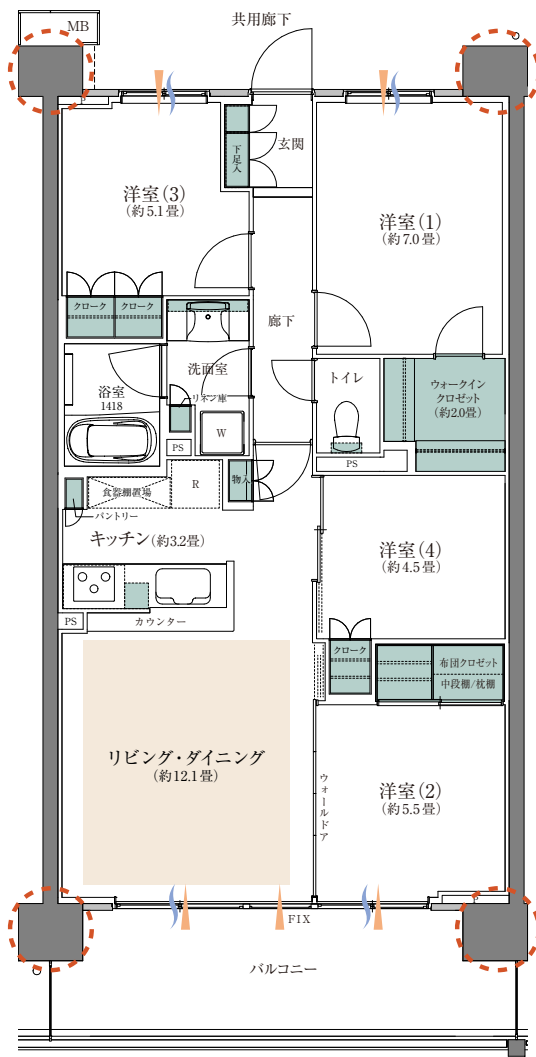 共用廊下
MB
玄関
下足入
洋室(3)
(約5.1畳)
洋室(1)
(約7.0畳)
クローク
クローク
廊下
洗面室
トイレ
浴室
1418
リネン庫
ウォークイン
クロゼット
(約2.0畳)
W
PS
PS
食器棚置場
R
物入
パントリー
キッチン(約3.2畳)
洋室(4)
(約4.5畳)
PS
カウンター
クローク
布団クロゼット
中段棚/枕棚
リビング・ダイニング
(約12.1畳)
ウォールドア
洋室(2)
(約5.5畳)
FIX
バルコニー